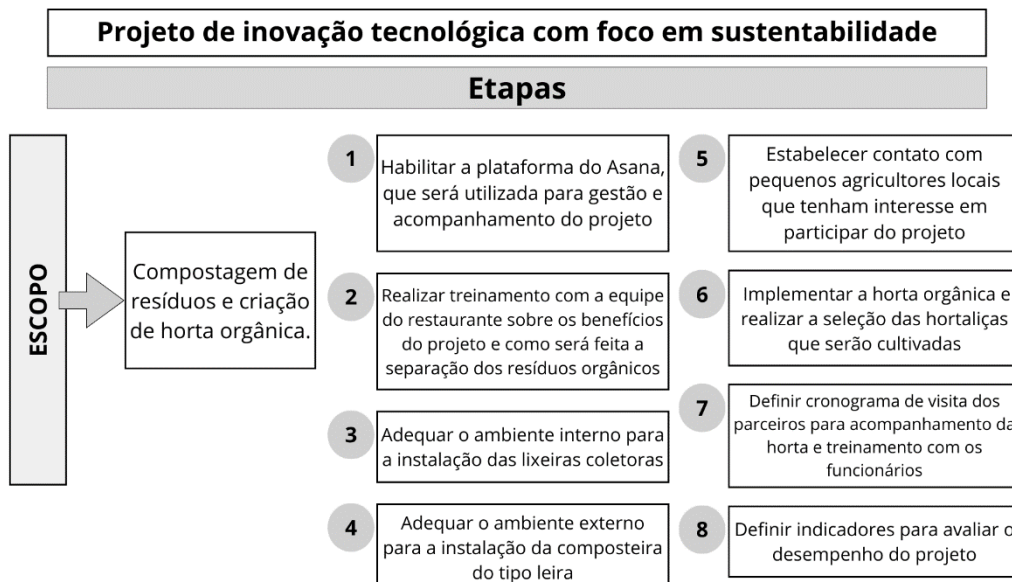 Projeto de inovação tecnológica com foco em sustentabilidade
Etapas
ESCOPO
Compostagem de
resíduos e criação
de horta orgânica.
1
Habilitar a plataforma do Asana,
que será utilizada para gestão e
acompanhamento do projeto
2
Realizar treinamento com a equipe
do restaurante sobre os benefícios
do projeto e como será feita a
separação dos resíduos orgânicos
3
Adequar o ambiente interno para
a instalação das lixeiras coletoras
4
Adequar o ambiente externo
para a instalação da composteira
do tipo leira
5
Estabelecer contato com
pequenos agricultores locais
que tenham interesse em
participar do projeto
6
Implementar a horta orgânica e
realizar a seleção das hortaliças
que serão cultivadas
7
Definir cronograma de visita dos
parceiros para acompanhamento da
horta e treinamento com os
funcionários
8
Definir indicadores para avaliar o
desempenho do projeto